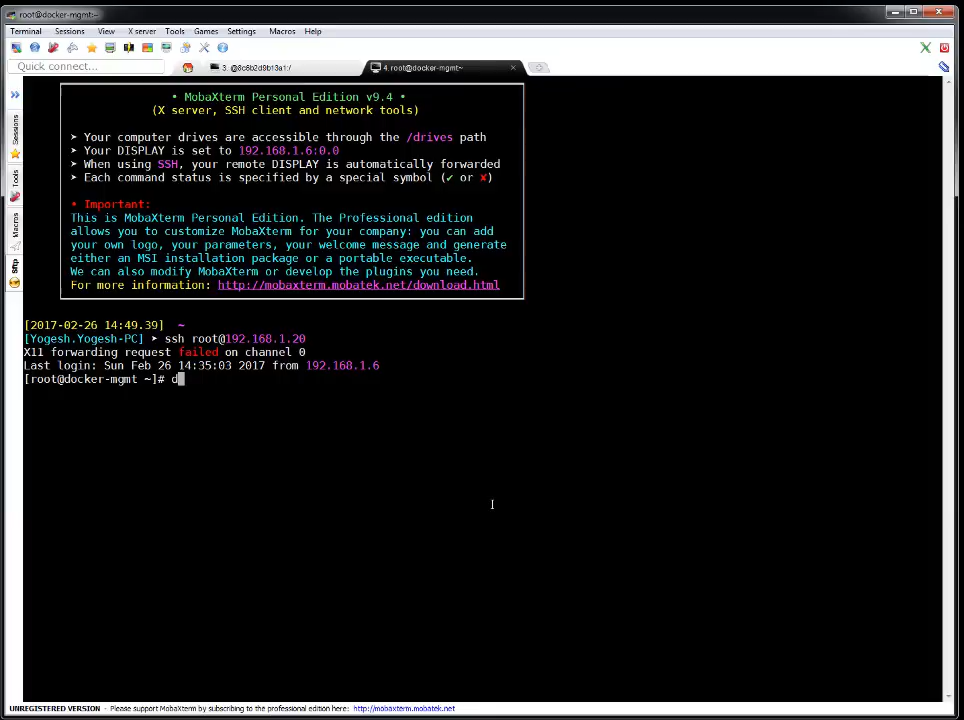 root@docker-mgmt:~
Terminal Sessions View X server Tools Games Settings Macros Help
Quick connect...
3. @8c6b2d9b13a1:/
4. root@docker-mgmt~
Sessions
Tools
Macros
Sftp
• MobaXterm Personal Edition v9.4 •
(X server, SSH client and network tools)
➤ Your computer drives are accessible through the /drives path
➤ Your DISPLAY is set to 192.168.1.6:0.0
➤ When using SSH, your remote DISPLAY is automatically forwarded
➤ Each command status is specified by a special symbol (✔ or ✘)
• Important:
This is MobaXterm Personal Edition. The Professional edition
allows you to customize MobaXterm for your company: you can add
your own logo, your parameters, your welcome message and generate
either an MSI installation package or a portable executable.
We can also modify MobaXterm or develop the plugins you need.
For more information: http://mobaxterm.mobatek.net/download.html
[2017-02-26 14:49.39] ~
[Yogesh.Yogesh-PC] ➤ ssh root@192.168.1.20
X11 forwarding request failed on channel 0
Last login: Sun Feb 26 14:35:03 2017 from 192.168.1.6
[root@docker-mgmt ~]# d
UNREGISTERED VERSION - Please support MobaXterm by subscribing to the professional edition here: http://mobaxterm.mobatek.net